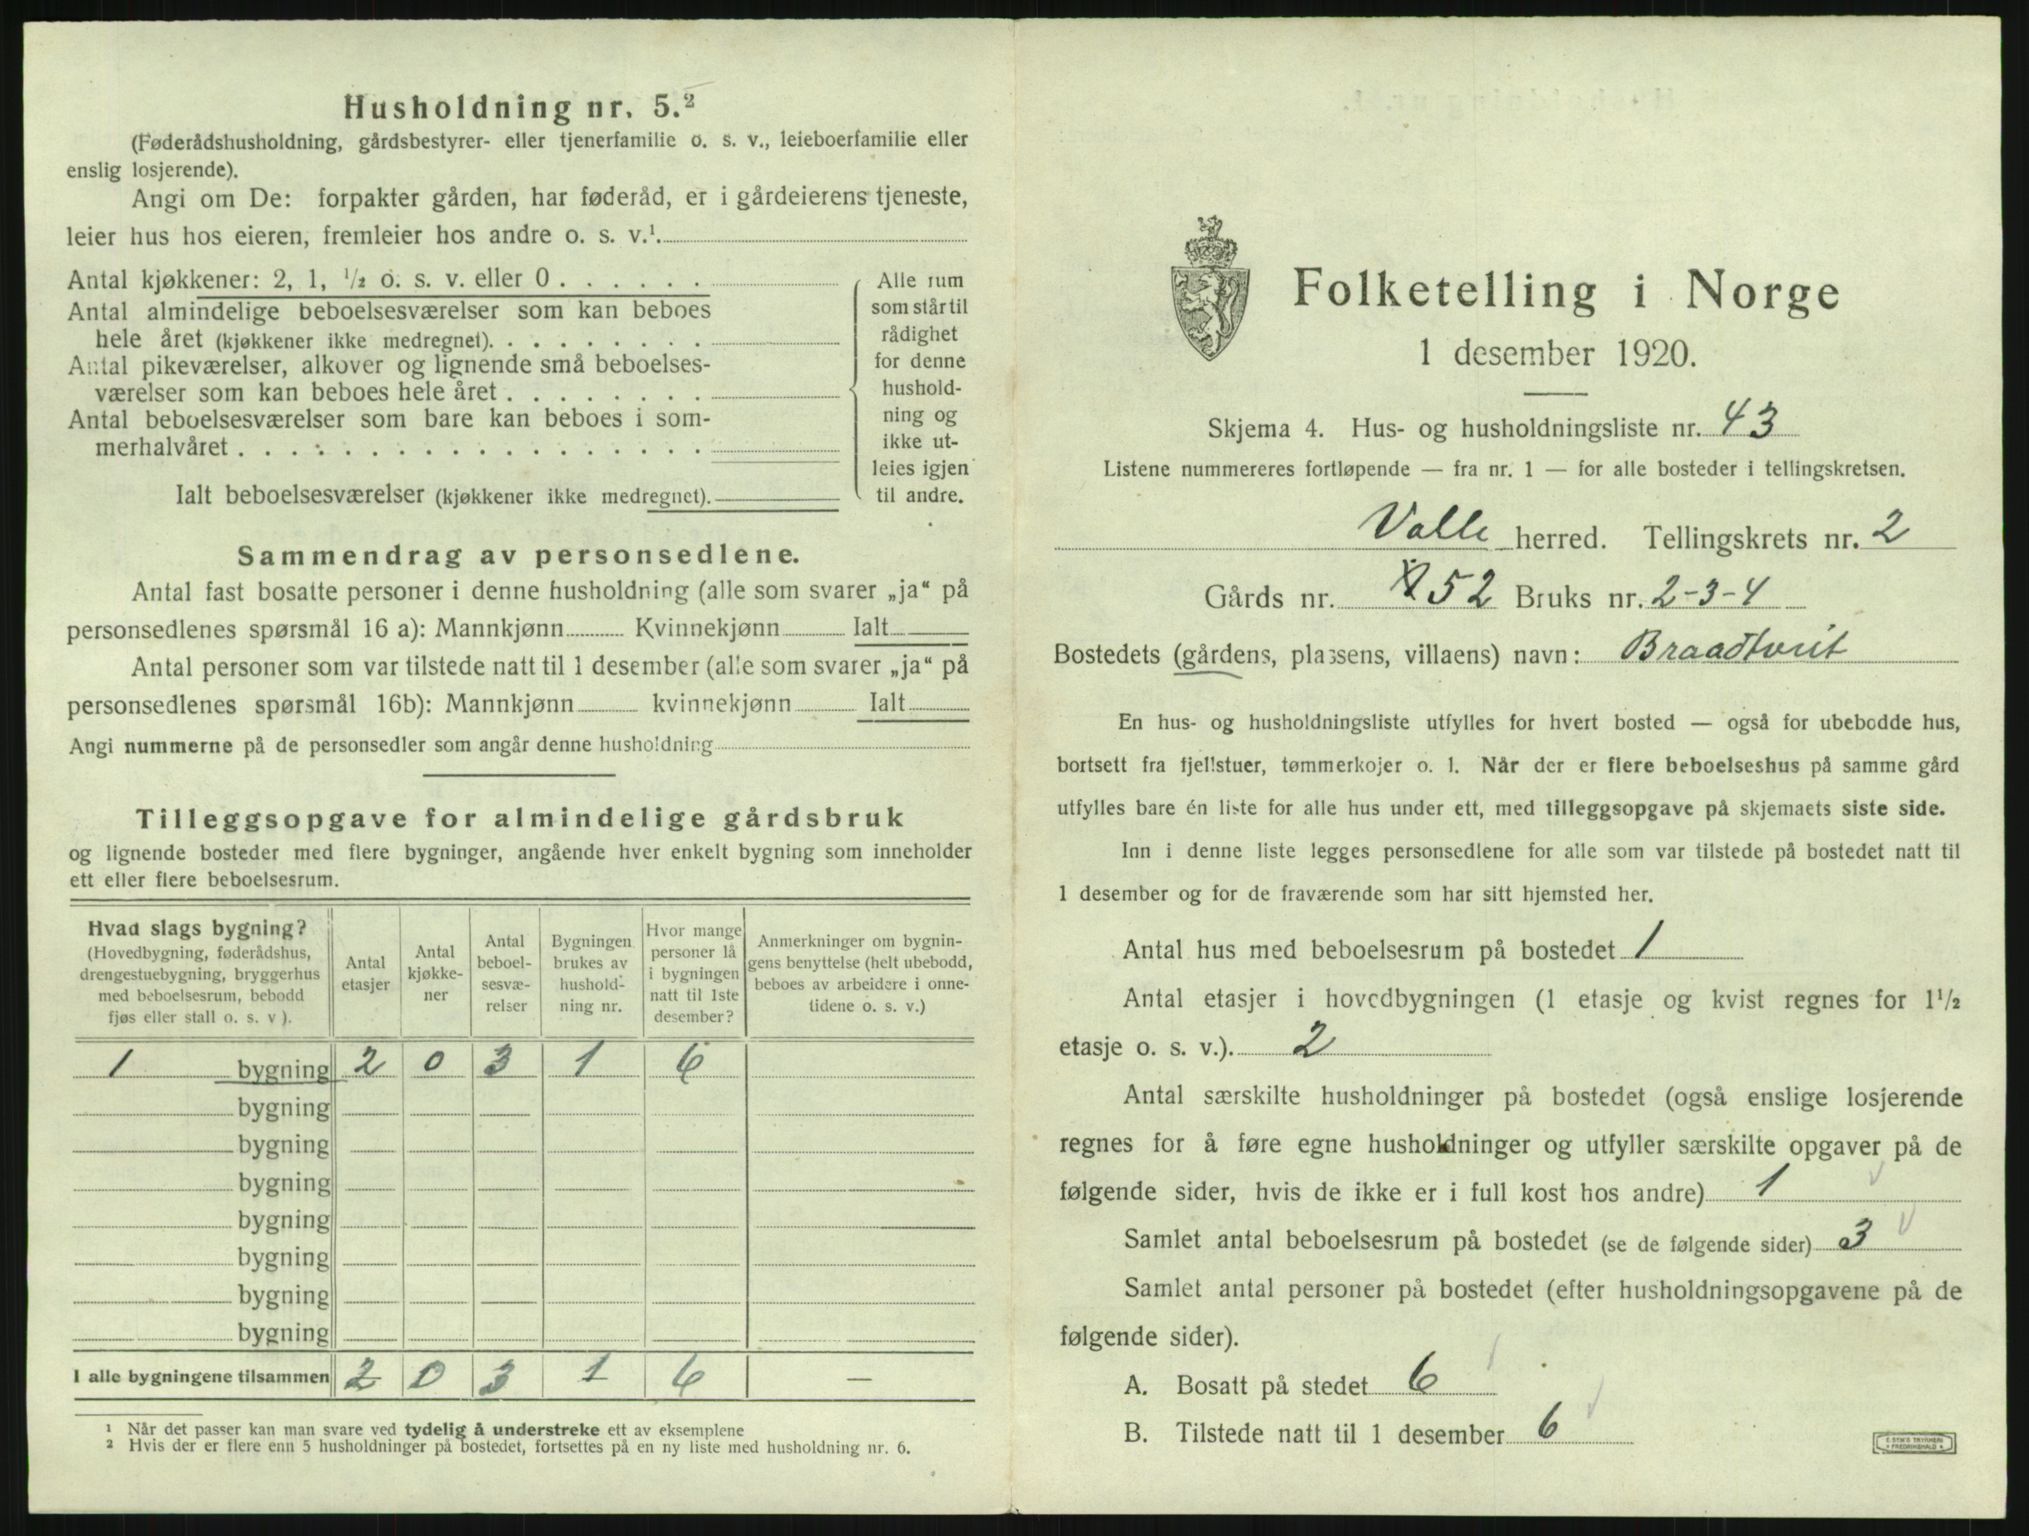 Husholdning nr. 5.²
(Føderådshusholdning, gårdsbestyrer- eller tjenerfamilie o. s. v., leieboerfamilie eller
enslig losjerende).
Angi om De: forpakter gården, har føderåd, er i gårdeierens tjeneste,
leier hus hos eieren, fremleier hos andre o. s. v.¹.
Antal kjøkkener: 2, 1, ½ o. s. v. eller 0 . . . . . .
Antal almindelige beboelsesværelser som kan beboes
hele året (kjøkkener ikke medregnet). . . . . . . . .
Antal pikeværelser, alkover og lignende små beboelses-
værelser som kan beboes hele året . . . . . . . .
Antal beboelsesværelser som bare kan beboes i som-
merhalvåret . . . . . . . . . . . . . . . . . .
Ialt beboelsesværelser (kjøkkener ikke medregnet).
Alle rum
som står til
rådighet
for denne
hushold-
ning og
ikke ut-
leies igjen
til andre.
Sammendrag av personsedlene.
Antal fast bosatte personer i denne husholdning (alle som svarer „ja“ på
personsedlenes spørsmål 16 a): Mannkjønn Kvinnekjønn Ialt
Antal personer som var tilstede natt til 1 desember (alle som svarer „ja“ på
personsedlenes spørsmål 16b): Mannkjønn kvinnekjønn Ialt
Angi nummerne på de personsedler som angår denne husholdning
Tilleggsopgave for almindelige gårdsbruk
og lignende bosteder med flere bygninger, angående hver enkelt bygning som inneholder
ett eller flere beboelsesrum.
Hvad slags bygning?
(Hovedbygning, føderådshus,
drengestuebygning, bryggerhus
med beboelsesrum, bebodd
fjøs eller stall o. s. v ).
Antal
etasjer
Antal
kjøkke-
ner
Antal
beboel-
sesvæ-
relser
Bygningen
brukes av
hushold-
ning nr.
Hvor mange
personer lå
i bygningen
natt til 1ste
desember?
Anmerkninger om bygnin-
gens benyttelse (helt ubebodd,
beboes av arbeidere i onne-
tidene o. s. v.)
1 bygning 2 0 3 1 6
bygning
bygning
bygning
bygning
bygning
bygning
bygning
I alle bygningene tilsammen 2 0 3 1 6 —
¹ Når det passer kan man svare ved tydelig å understreke ett av eksemplene
² Hvis der er flere enn 5 husholdninger på bostedet, fortsettes på en ny liste med husholdning nr. 6.
Folketelling i Norge
1 desember 1920.
Skjema 4. Hus- og husholdningsliste nr. 43
Listene nummereres fortløpende — fra nr. 1 — for alle bosteder i tellingskretsen.
Valle herred. Tellingskrets nr. 2
Gårds nr. 52 Bruks nr. 2-3-4
Bostedets (gårdens, plassens, villaens) navn: Braadtveit
En hus- og husholdningsliste utfylles for hvert bosted — også for ubebodde hus,
bortsett fra fjellstuer, tømmerkojer o. l. Når der er flere beboelseshus på samme gård
utfylles bare én liste for alle hus under ett, med tilleggsopgave på skjemaets siste side.
Inn i denne liste legges personsedlene for alle som var tilstede på bostedet natt til
1 desember og for de fraværende som har sitt hjemsted her.
Antal hus med beboelsesrum på bostedet 1
Antal etasjer i hovedbygningen (1 etasje og kvist regnes for 1½
etasje o. s. v.). 2
Antal særskilte husholdninger på bostedet (også enslige losjerende
regnes for å føre egne husholdninger og utfyller særskilte opgaver på de
følgende sider, hvis de ikke er i full kost hos andre) 1
Samlet antal beboelsesrum på bostedet (se de følgende sider) 3
Samlet antal personer på bostedet (efter husholdningsopgavene på de
følgende sider).
A. Bosatt på stedet 6
B. Tilstede natt til 1 desember 6